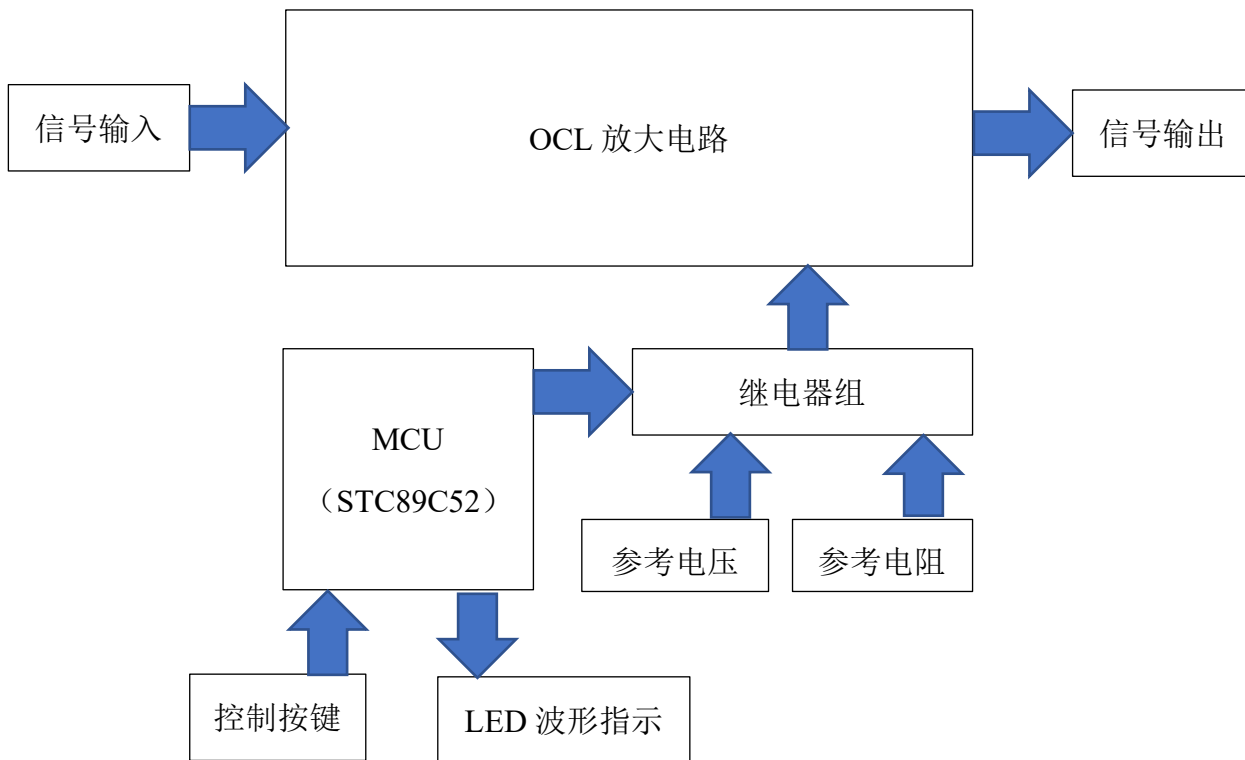 信号输入
OCL 放大电路
信号输出
MCU
（STC89C52）
继电器组
参考电压
参考电阻
控制按键
LED 波形指示